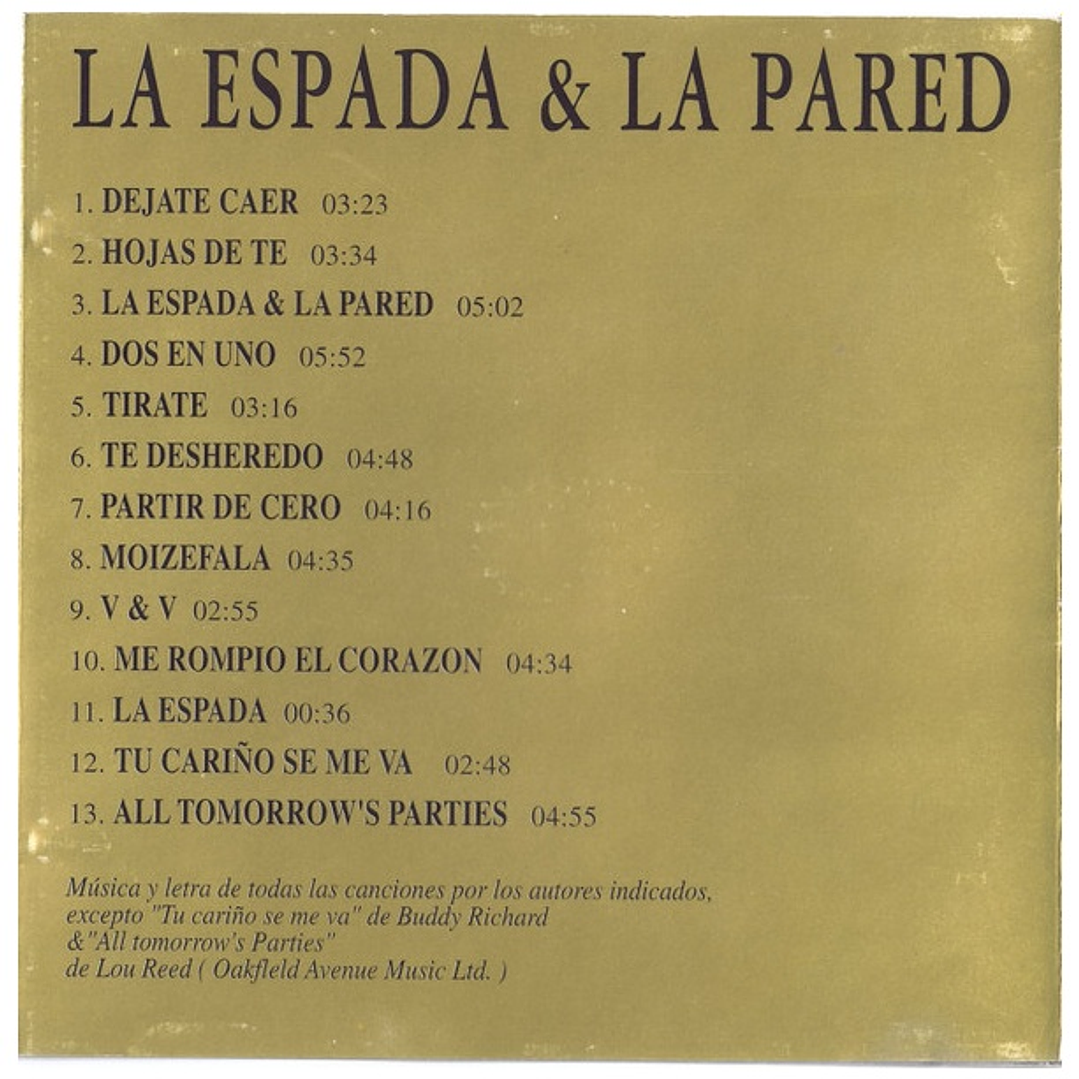 LA ESPADA & LA PARED
1. DEJATE CAER 03:23
2. HOJAS DE TE 03:34
3. LA ESPADA & LA PARED 05:02
4. DOS EN UNO 05:52
5. TIRATE 03:16
6. TE DESHEREDO 04:48
7. PARTIR DE CERO 04:16
8. MOIZEFALA 04:35
9. V & V 02:55
10. ME ROMPIO EL CORAZON 04:34
11. LA ESPADA 00:36
12. TU CARIÑO SE ME VA 02:48
13. ALL TOMORROW'S PARTIES 04:55
Música y letra de todas las canciones por los autores indicados,
excepto "Tu cariño se me va" de Buddy Richard
&"All tomorrow's Parties"
de Lou Reed ( Oakfleld Avenue Music Ltd. )